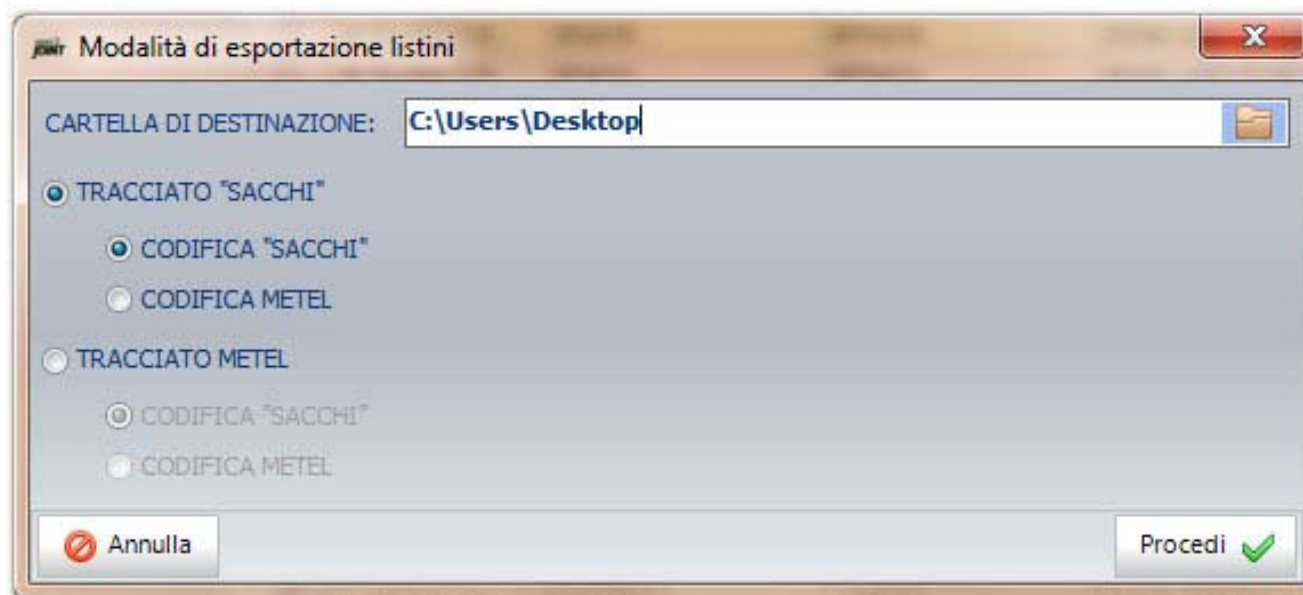 Modalità di esportazione listini
CARTELLA DI DESTINAZIONE: C:\Users\Desktop
TRACCIATO "SACCHI"
CODIFICA "SACCHI"
CODIFICA METEL
TRACCIATO METEL
CODIFICA "SACCHI"
CODIFICA METEL
Annulla Procedi